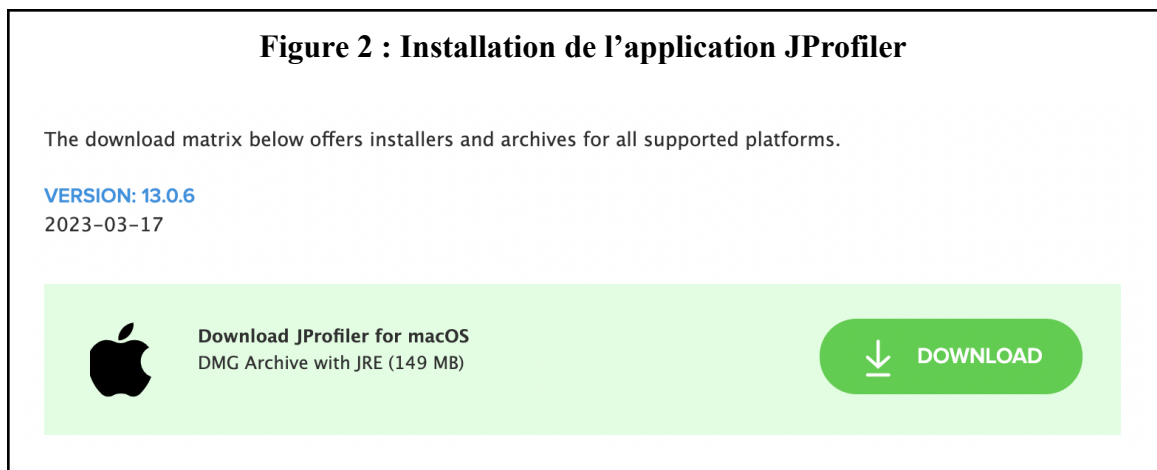 Figure 2 : Installation de l’application JProfiler
The download matrix below offers installers and archives for all supported platforms.
VERSION: 13.0.6
2023-03-17
Download JProfiler for macOS
DMG Archive with JRE (149 MB)
DOWNLOAD